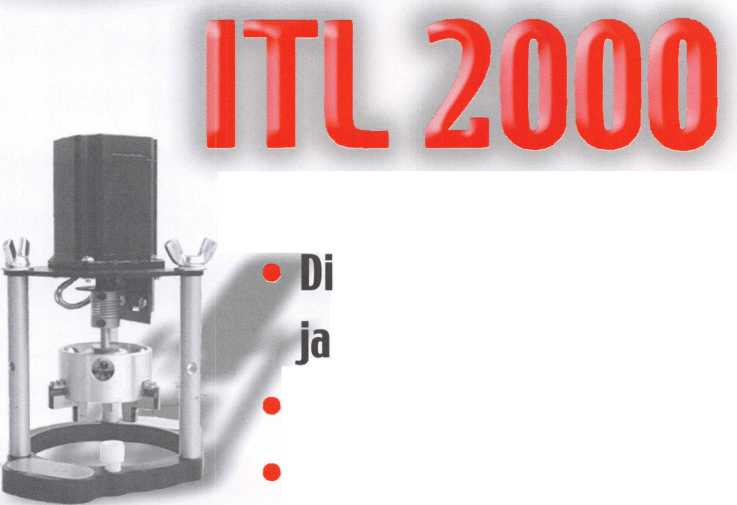 ITL 2000
• Di
ja
•
•